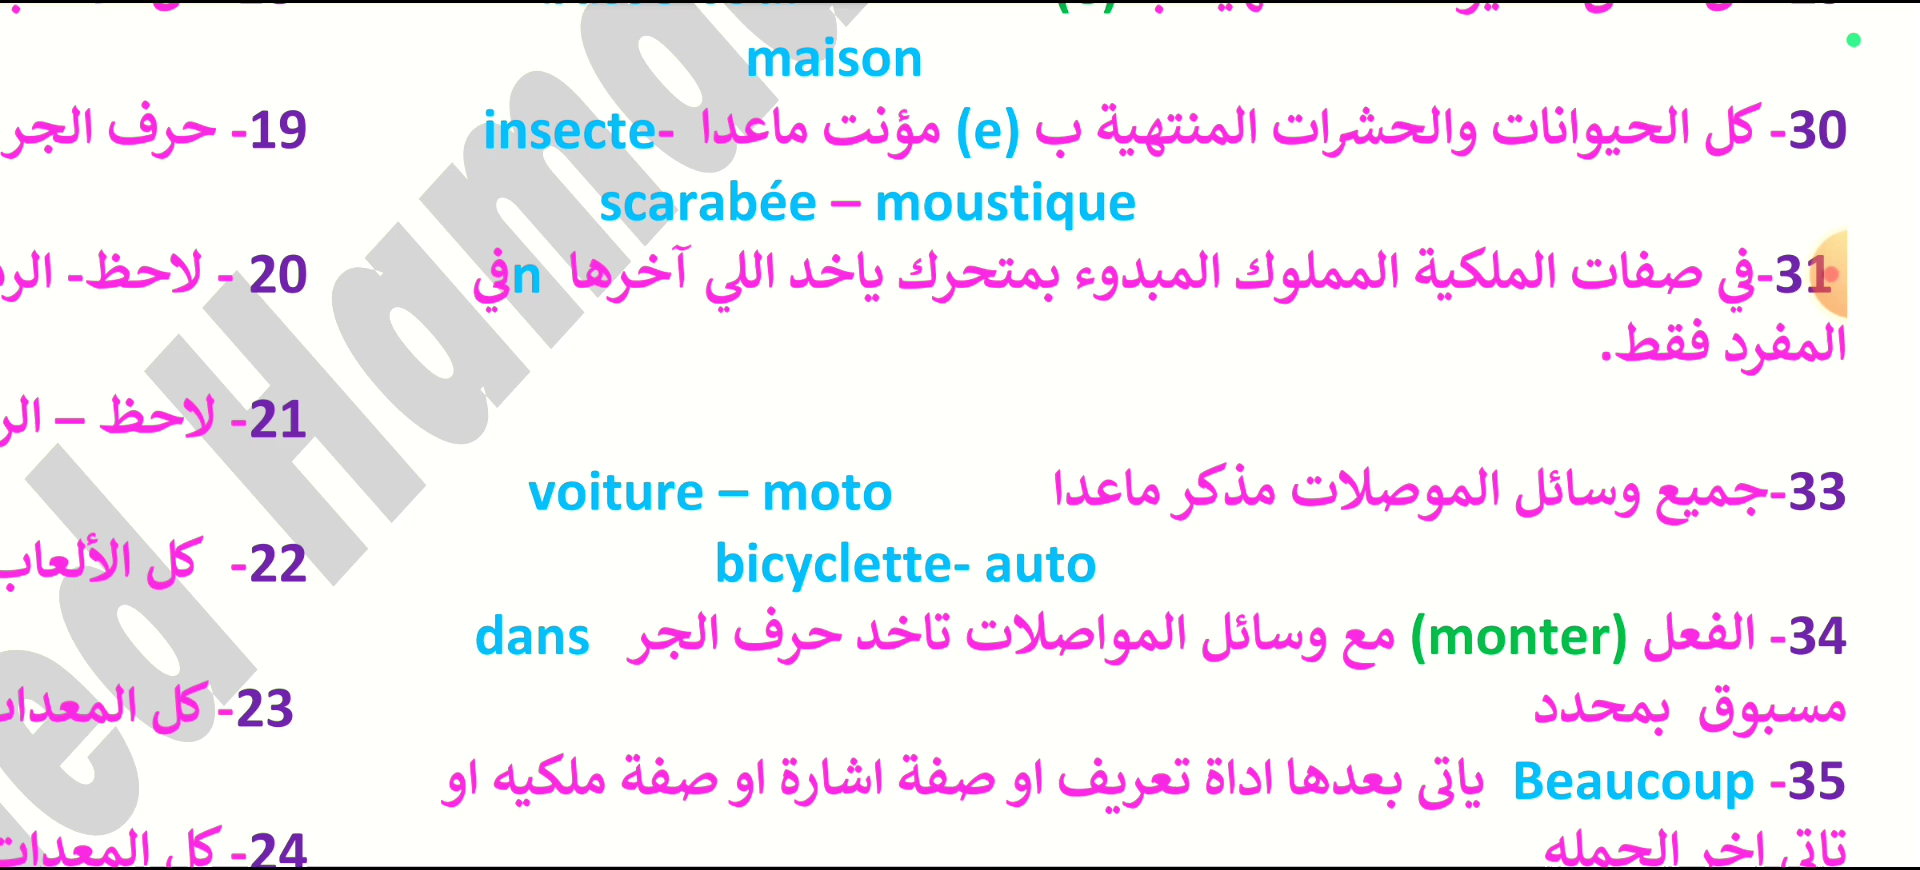 maison
30- كل الحيوانات والحشرات المنتهية ب (e) مؤنت ماعدا -insecte
scarabée – moustique
31-في صفات الملكية المملوك المبدوء بمتحرك ياخد اللي آخرها n في
المفرد فقط.
33-جميع وسائل الموصلات مذكر ماعدا voiture – moto
bicyclette- auto
34- الفعل (monter) مع وسائل المواصلات تاخد حرف الجر dans
مسبوق بمحدد
35- Beaucoup ياتى بعدها اداة تعريف او صفة اشارة او صفة ملكيه او
تاتى اخر الجمله
19- حرف الجر
20 - لاحظ- الر
21- لاحظ – الر
22- كل الألعاب
23- كل المعدات
24- كل المعدات
Hama